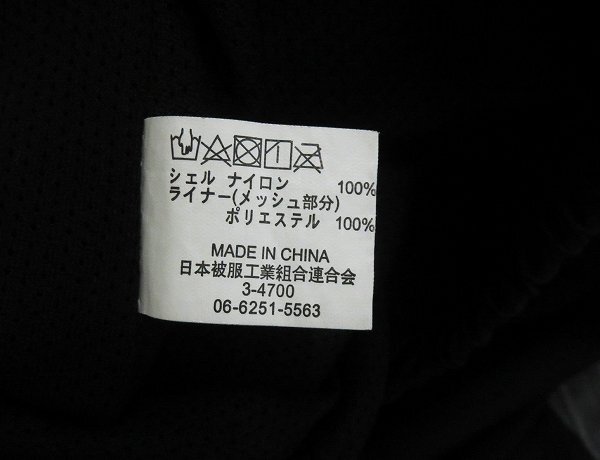 シェル ナイロン 100%
ライナー(メッシュ部分)
ポリエステル 100%
MADE IN CHINA
日本被服工業組合連合会
3-4700
06-6251-5563